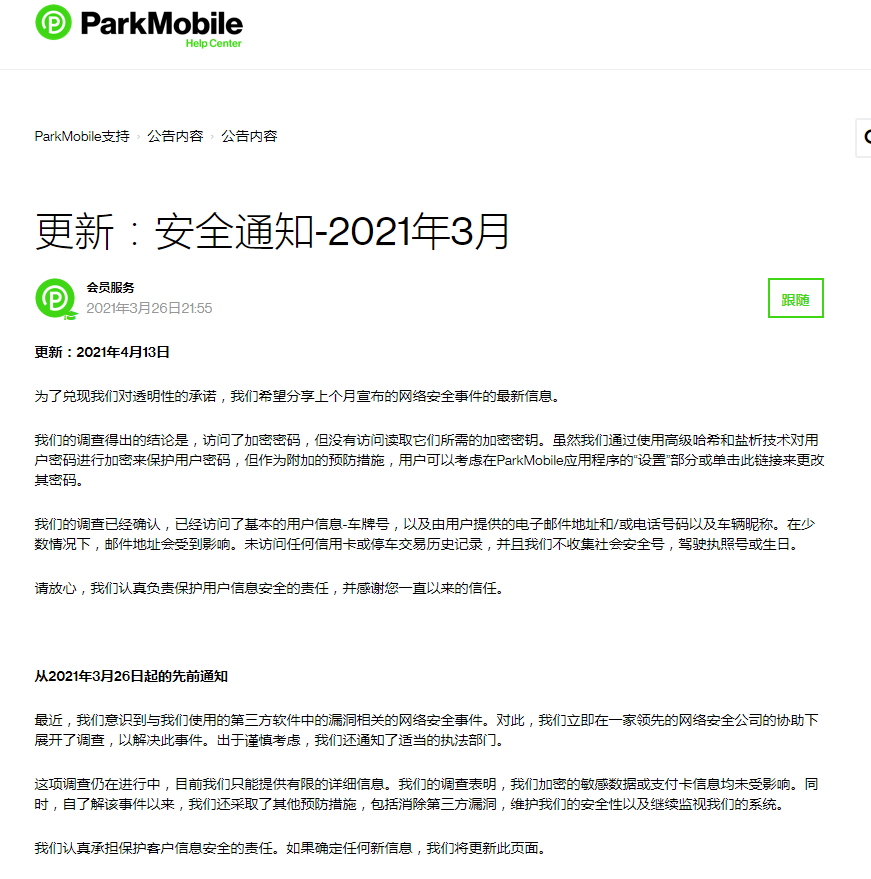 ParkMobile
Help Center
ParkMobile支持 › 公告内容 › 公告内容
更新：安全通知-2021年3月
会员服务
2021年3月26日21:55
跟随
更新：2021年4月13日
为了兑现我们对透明性的承诺，我们希望分享上个月宣布的网络安全事件的最新信息。
我们的调查得出的结论是，访问了加密密码，但没有访问读取它们所需的加密密钥。虽然我们通过使用高级哈希和盐析技术对用
户密码进行加密来保护用户密码，但作为附加的预防措施，用户可以考虑在ParkMobile应用程序的“设置”部分或单击此链接来更改
其密码。
我们的调查已经确认，已经访问了基本的用户信息-车牌号，以及由用户提供的电子邮件地址和/或电话号码以及车辆昵称。在少
数情况下，邮件地址会受到影响。未访问任何信用卡或停车交易历史记录，并且我们不收集社会安全号，驾驶执照号或生日。
请放心，我们认真负责保护用户信息安全的责任，并感谢您一直以来的信任。
从2021年3月26日起的先前通知
最近，我们意识到与我们使用的第三方软件中的漏洞相关的网络安全事件。对此，我们立即在一家领先的网络安全公司的协助下
展开了调查，以解决此事件。出于谨慎考虑，我们还通知了适当的执法部门。
这项调查仍在进行中，目前我们只能提供有限的详细信息。我们的调查表明，我们加密的敏感数据或支付卡信息均未受影响。同
时，自了解该事件以来，我们还采取了其他预防措施，包括消除第三方漏洞，维护我们的安全性以及继续监视我们的系统。
我们认真承担保护客户信息安全的责任。如果确定任何新信息，我们将更新此页面。